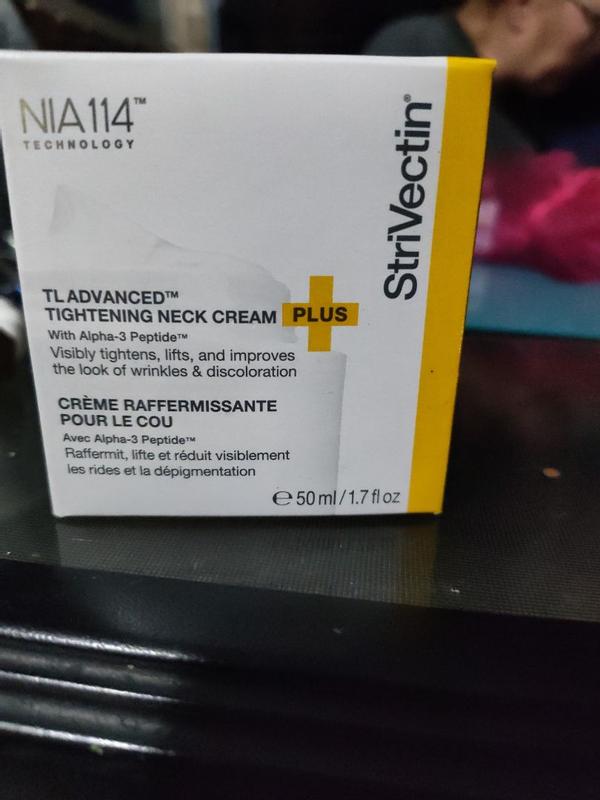 NIA114™
TECHNOLOGY
StriVectin®
TL ADVANCED™
TIGHTENING NECK CREAM PLUS
With Alpha-3 Peptide™
Visibly tightens, lifts, and improves
the look of wrinkles & discoloration
CRÈME RAFFERMISSANTE
POUR LE COU
Avec Alpha-3 Peptide™
Raffermit, lifte et réduit visiblement
les rides et la dépigmentation
℮ 50 ml / 1.7 fl oz